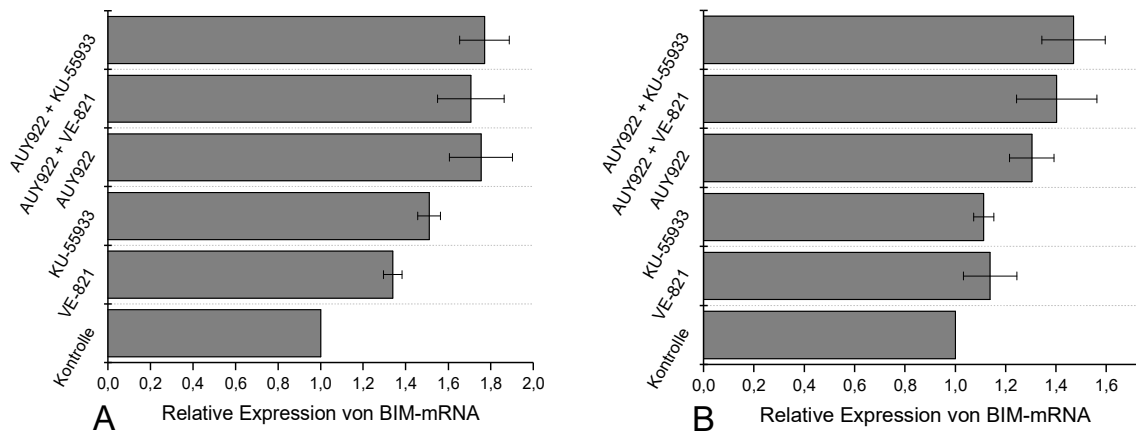 AUY922 + KU-55933
AUY922 + VE-821
AUY922
KU-55933
VE-821
Kontrolle
0,0 0,2 0,4 0,6 0,8 1,0 1,2 1,4 1,6 1,8 2,0
A Relative Expression von BIM-mRNA
AUY922 + KU-55933
AUY922 + VE-821
AUY922
KU-55933
VE-821
Kontrolle
0,0 0,2 0,4 0,6 0,8 1,0 1,2 1,4 1,6
B Relative Expression von BIM-mRNA